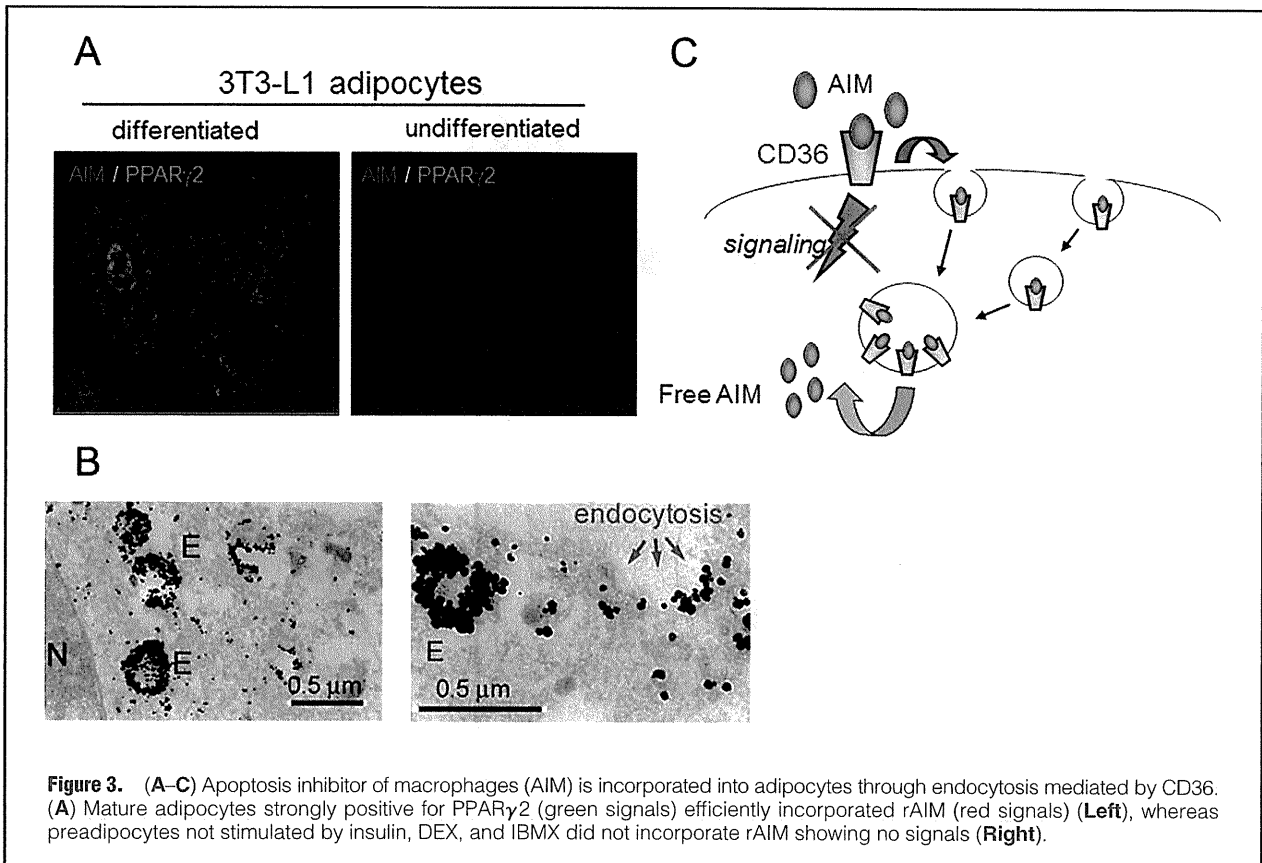 A
3T3-L1 adipocytes
differentiated
undifferentiated
AIM / PPARγ2
AIM / PPARγ2
B
E
E
N
0.5 μm
endocytosis
E
0.5 μm
C
AIM
CD36
signaling
Free AIM
Figure 3. (A–C) Apoptosis inhibitor of macrophages (AIM) is incorporated into adipocytes through endocytosis mediated by CD36.
(A) Mature adipocytes strongly positive for PPARγ2 (green signals) efficiently incorporated rAIM (red signals) (Left), whereas
preadipocytes not stimulated by insulin, DEX, and IBMX did not incorporate rAIM showing no signals (Right).